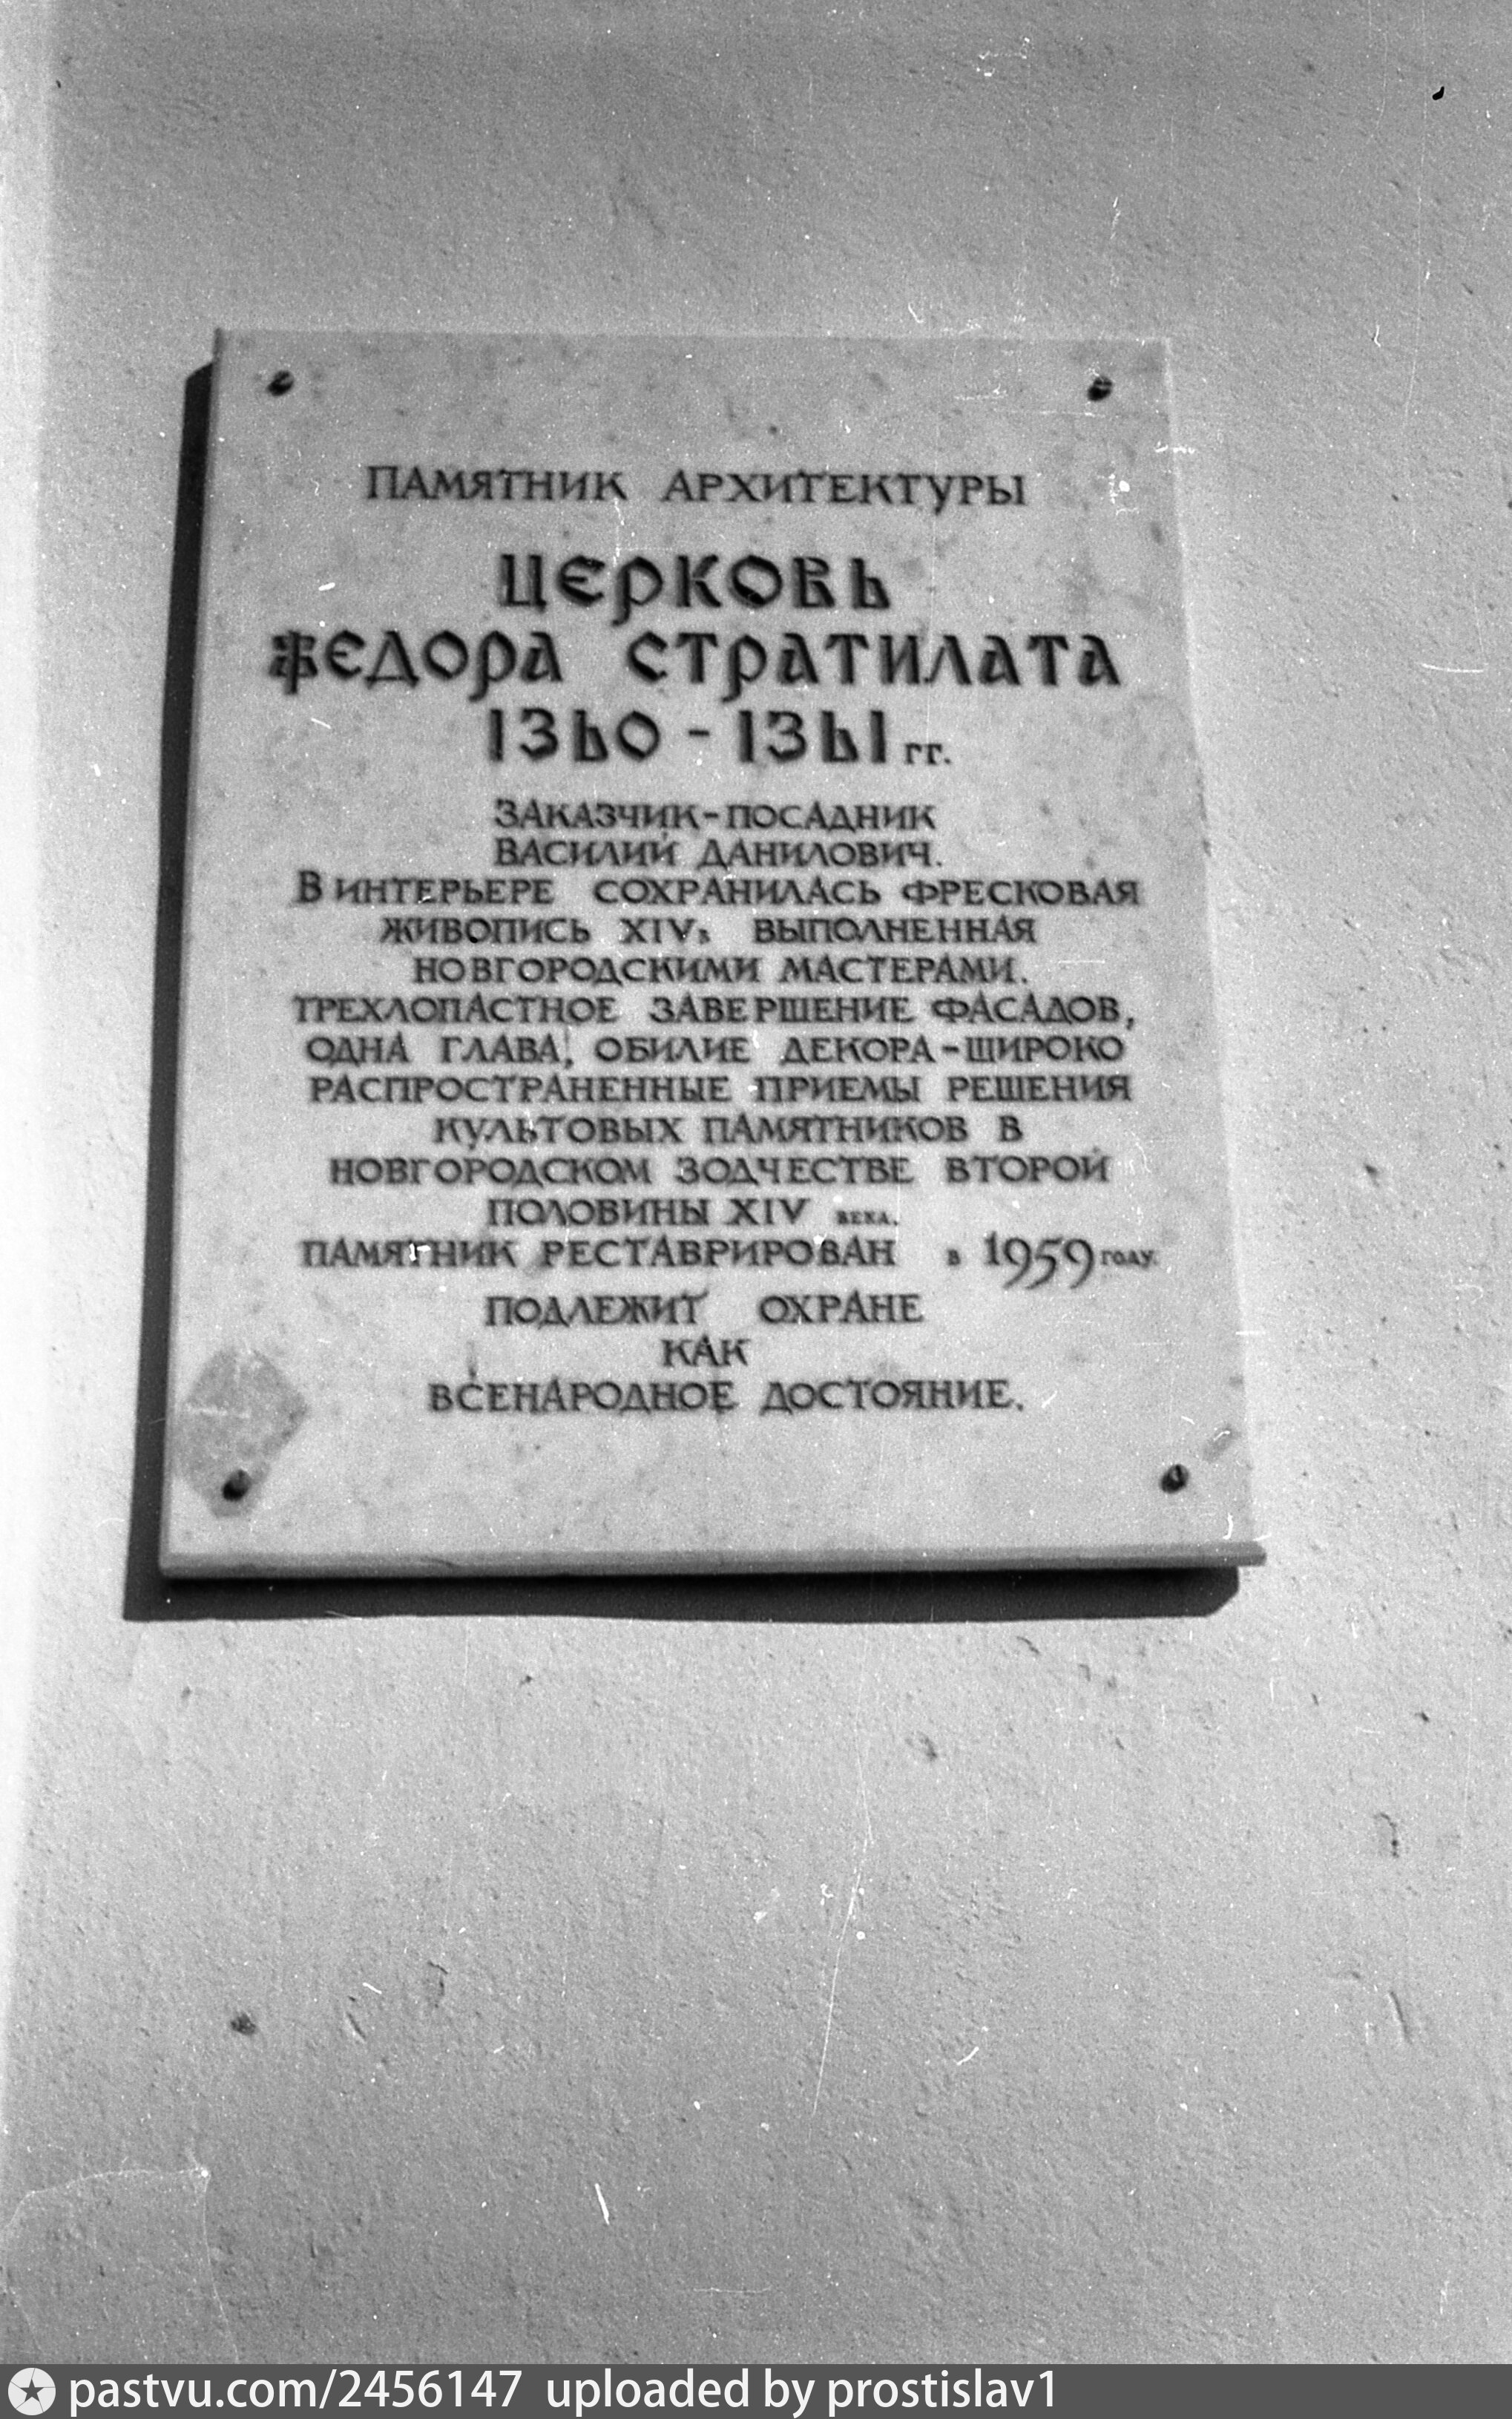 ПАМЯТНИК АРХИТЕКТУРЫ
ЦЕРКОВЬ
ФЕДОРА СТРАТИЛАТА
1360 - 1361 гг.
ЗАКАЗЧИК-ПОСАДНИК
ВАСИЛИЙ ДАНИЛОВИЧ.
В ИНТЕРЬЕРЕ СОХРАНИЛАСЬ ФРЕСКОВАЯ
ЖИВОПИСЬ XIV в ВЫПОЛНЕННАЯ
НОВГОРОДСКИМИ МАСТЕРАМИ.
ТРЕХЛОПАСТНОЕ ЗАВЕРШЕНИЕ ФАСАДОВ,
ОДНА ГЛАВА, ОБИЛИЕ ДЕКОРА-ШИРОКО
РАСПРОСТРАНЕННЫЕ ПРИЕМЫ РЕШЕНИЯ
КУЛЬТОВЫХ ПАМЯТНИКОВ В
НОВГОРОДСКОМ ЗОДЧЕСТВЕ ВТОРОЙ
ПОЛОВИНЫ XIV ВЕКА.
ПАМЯТНИК РЕСТАВРИРОВАН В 1959 ГОДУ.
ПОДЛЕЖИТ ОХРАНЕ
КАК
ВСЕНАРОДНОЕ ДОСТОЯНИЕ.
pastvu.com/2456147 uploaded by prostislav1